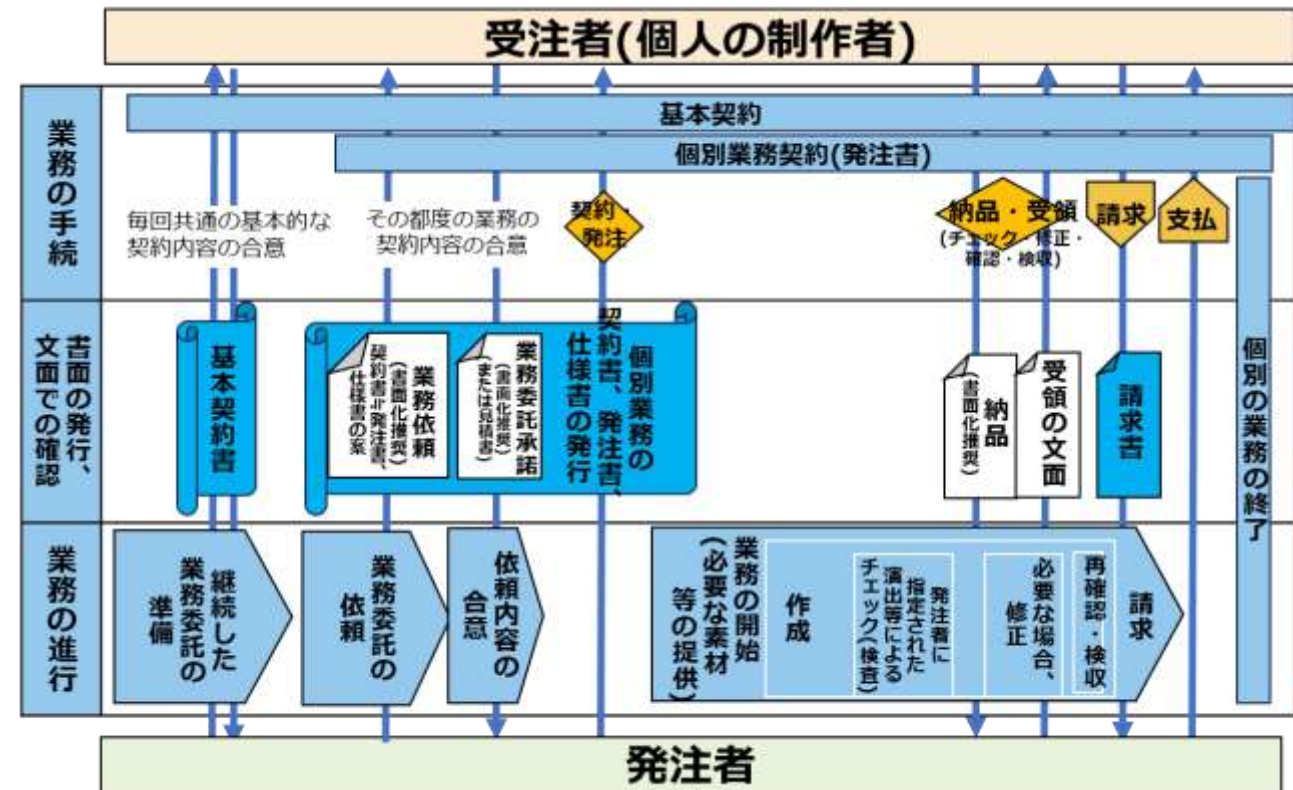 受注者(個人の制作者)
業務の手続
基本契約
個別業務契約(発注書)
毎回共通の基本的な
契約内容の合意
その都度の業務の
契約内容の合意
契約・
発注
納品・受領
(チェック・修正・
確認・検収)
請求
支払
書面の発行、
文面での確認
基本契約書
業務依頼
(書面化推奨)
契約書や発注書、
仕様書の案
業務委託承諾
(書面化推奨)
または見積書)
個別業務の
契約書、発注書、
仕様書の発行
納品
(書面化推奨)
受領の文面
請求書
個別の業務の終了
業務の進行
継続した
業務委託の
準備
業務委託の
依頼
依頼内容の
合意
業務の開始
(必要な素材
等の提供)
作成
発注者に
指定された
演出等による
チェック(検査)
必要な場合、
修正
再確認・検収
請求
発注者